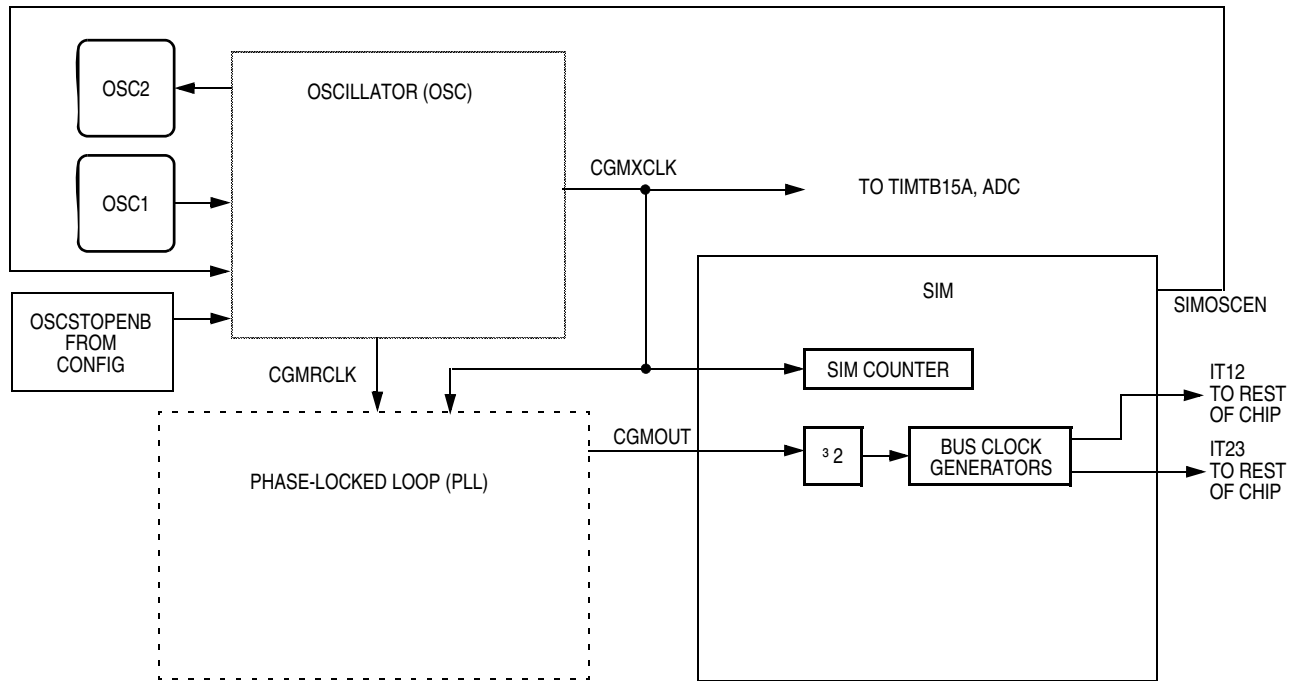 OSC2
OSCILLATOR (OSC)
CGMXCLK
OSC1
TO TIMTB15A, ADC
SIM
SIMOSCEN
OSCSTOPENB
FROM
CONFIG
CGMRCLK
SIM COUNTER
IT12
TO REST
OF CHIP
CGMOUT
³ 2
BUS CLOCK
GENERATORS
IT23
TO REST
OF CHIP
PHASE-LOCKED LOOP (PLL)